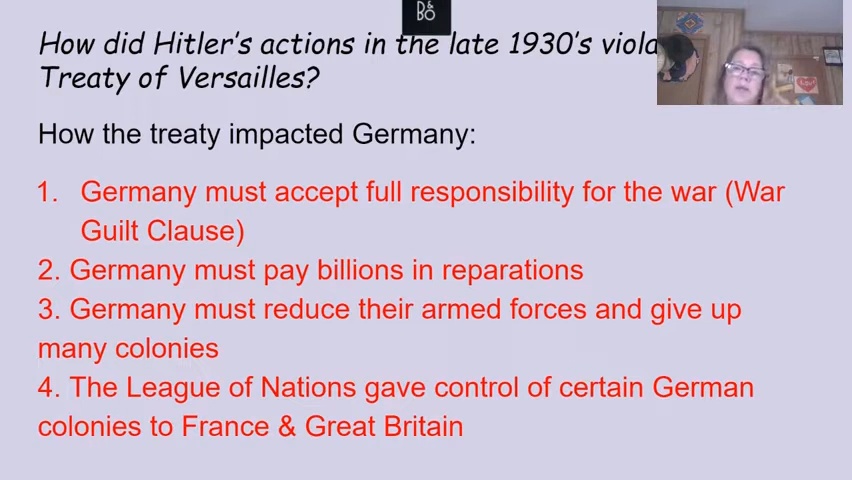 B&O
How did Hitler's actions in the late 1930's viola
Treaty of Versailles?
How the treaty impacted Germany:
1. Germany must accept full responsibility for the war (War
Guilt Clause)
2. Germany must pay billions in reparations
3. Germany must reduce their armed forces and give up
many colonies
4. The League of Nations gave control of certain German
colonies to France & Great Britain